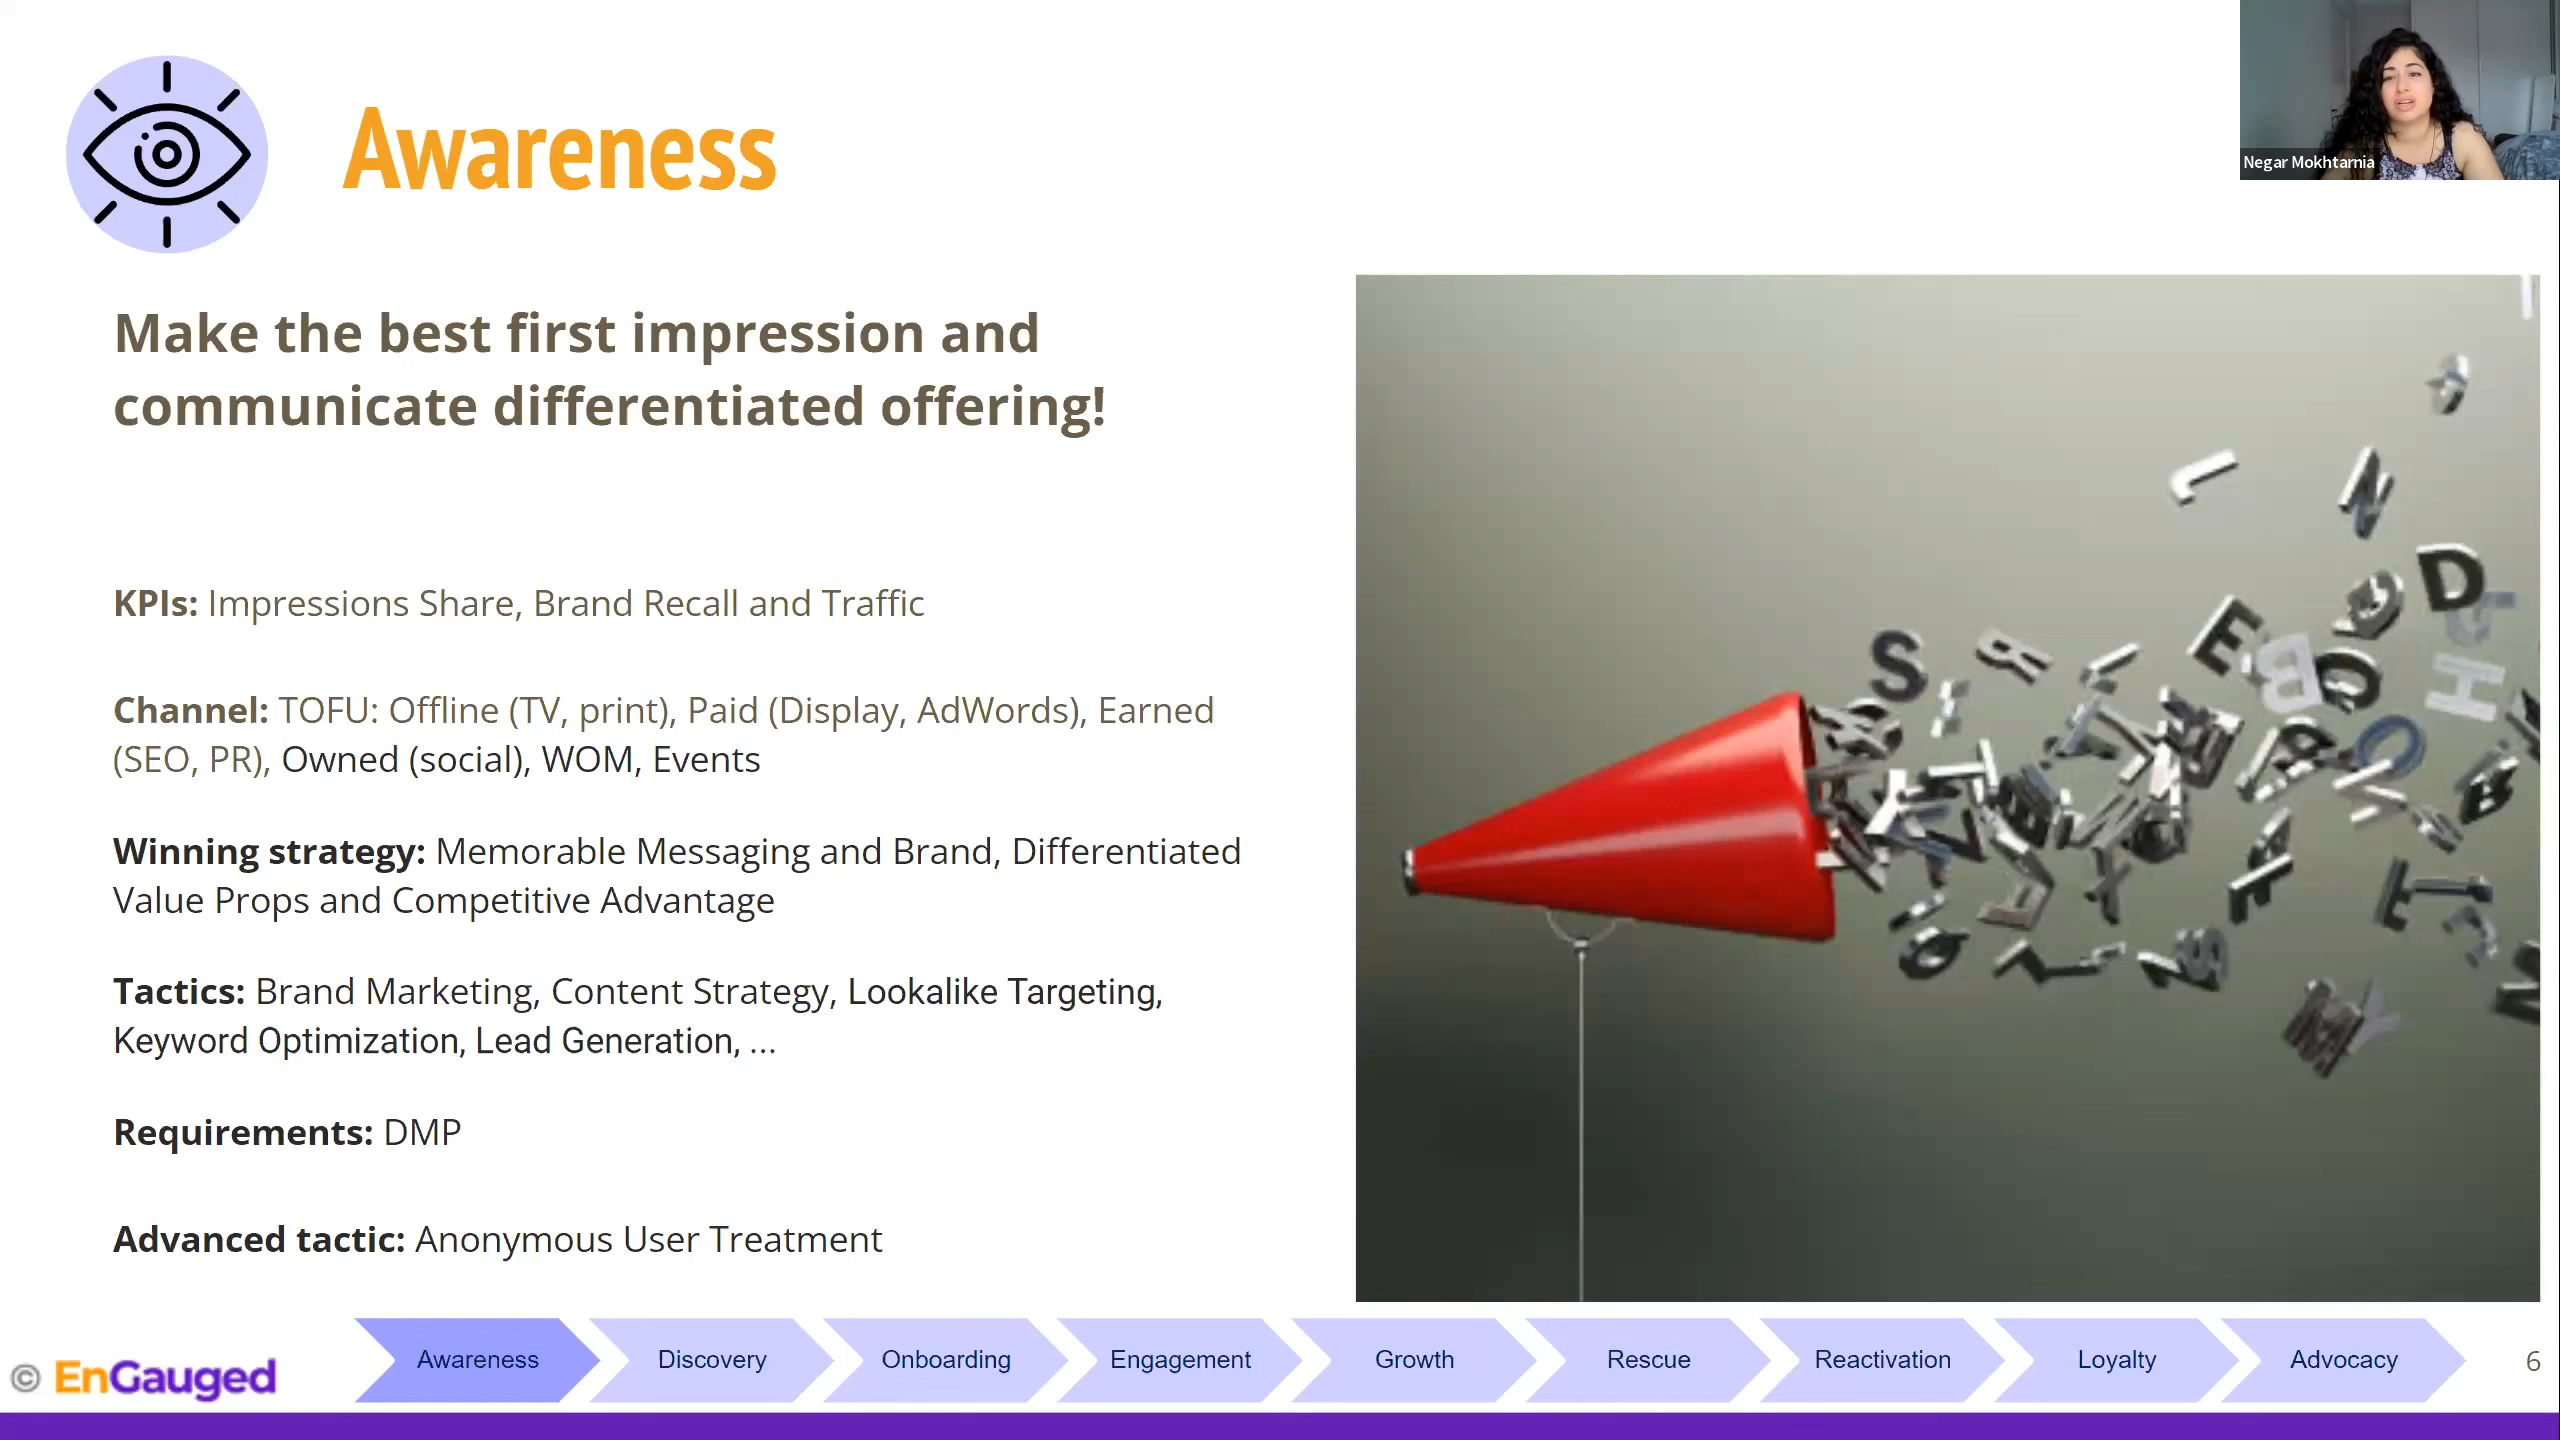 Awareness
Negar Mokhtarnia
Make the best first impression and
communicate differentiated offering!
KPIs: Impressions Share, Brand Recall and Traffic
Channel: TOFU: Offline (TV, print), Paid (Display, AdWords), Earned
(SEO, PR), Owned (social), WOM, Events
Winning strategy: Memorable Messaging and Brand, Differentiated
Value Props and Competitive Advantage
Tactics: Brand Marketing, Content Strategy, Lookalike Targeting,
Keyword Optimization, Lead Generation, ...
Requirements: DMP
Advanced tactic: Anonymous User Treatment
© EnGauged
Awareness
Discovery
Onboarding
Engagement
Growth
Rescue
Reactivation
Loyalty
Advocacy
6